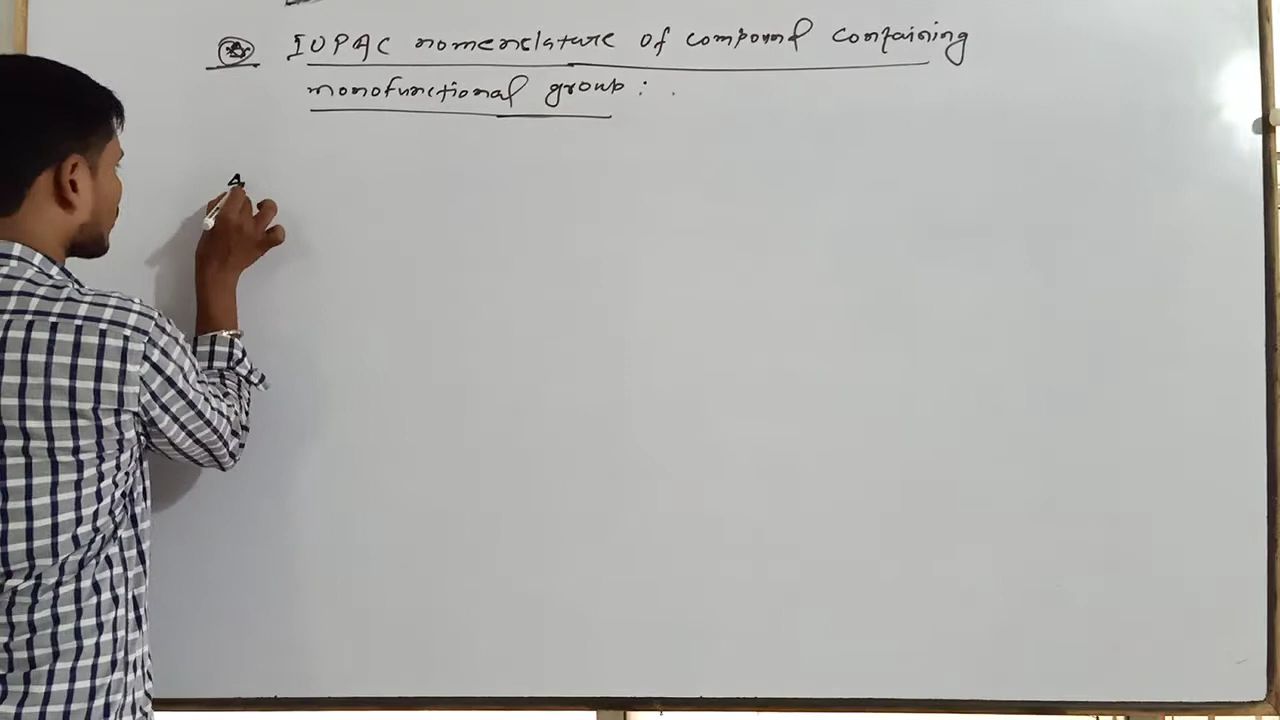 IUPAC nomenclature of compound containing
monofunctional group :